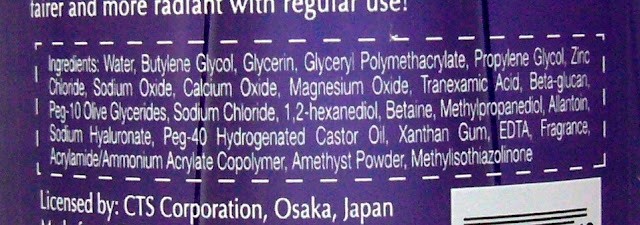 fairer and more radiant with regular use!
Ingredients: Water, Butylene Glycol, Glycerin, Glyceryl Polymethacrylate, Propylene Glycol, Zinc
Chloride, Sodium Oxide, Calcium Oxide, Magnesium Oxide, Tranexamic Acid, Beta-glucan,
Peg-10 Olive Glycerides, Sodium Chloride, 1,2-hexanediol, Betaine, Methylpropanediol, Allantoin,
Sodium Hyaluronate, Peg-40 Hydrogenated Castor Oil, Xanthan Gum, EDTA, Fragrance,
Acrylamide/Ammonium Acrylate Copolymer, Amethyst Powder, Methylisothiazolinone
Licensed by: CTS Corporation, Osaka, Japan